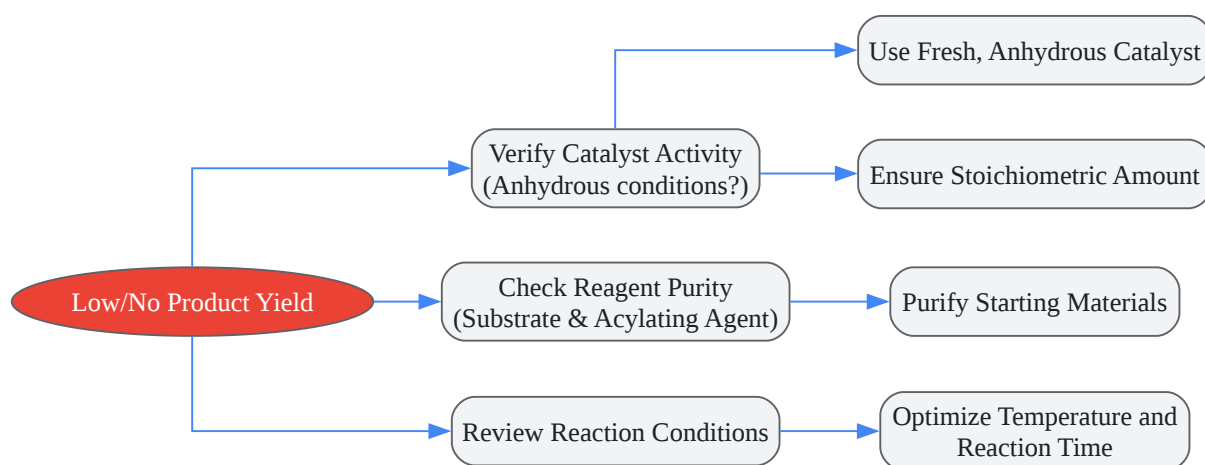 Use Fresh, Anhydrous Catalyst
Verify Catalyst Activity
(Anhydrous conditions?)
Ensure Stoichiometric Amount
Low/No Product Yield
Check Reagent Purity
(Substrate & Acylating Agent)
Purify Starting Materials
Review Reaction Conditions
Optimize Temperature and
Reaction Time